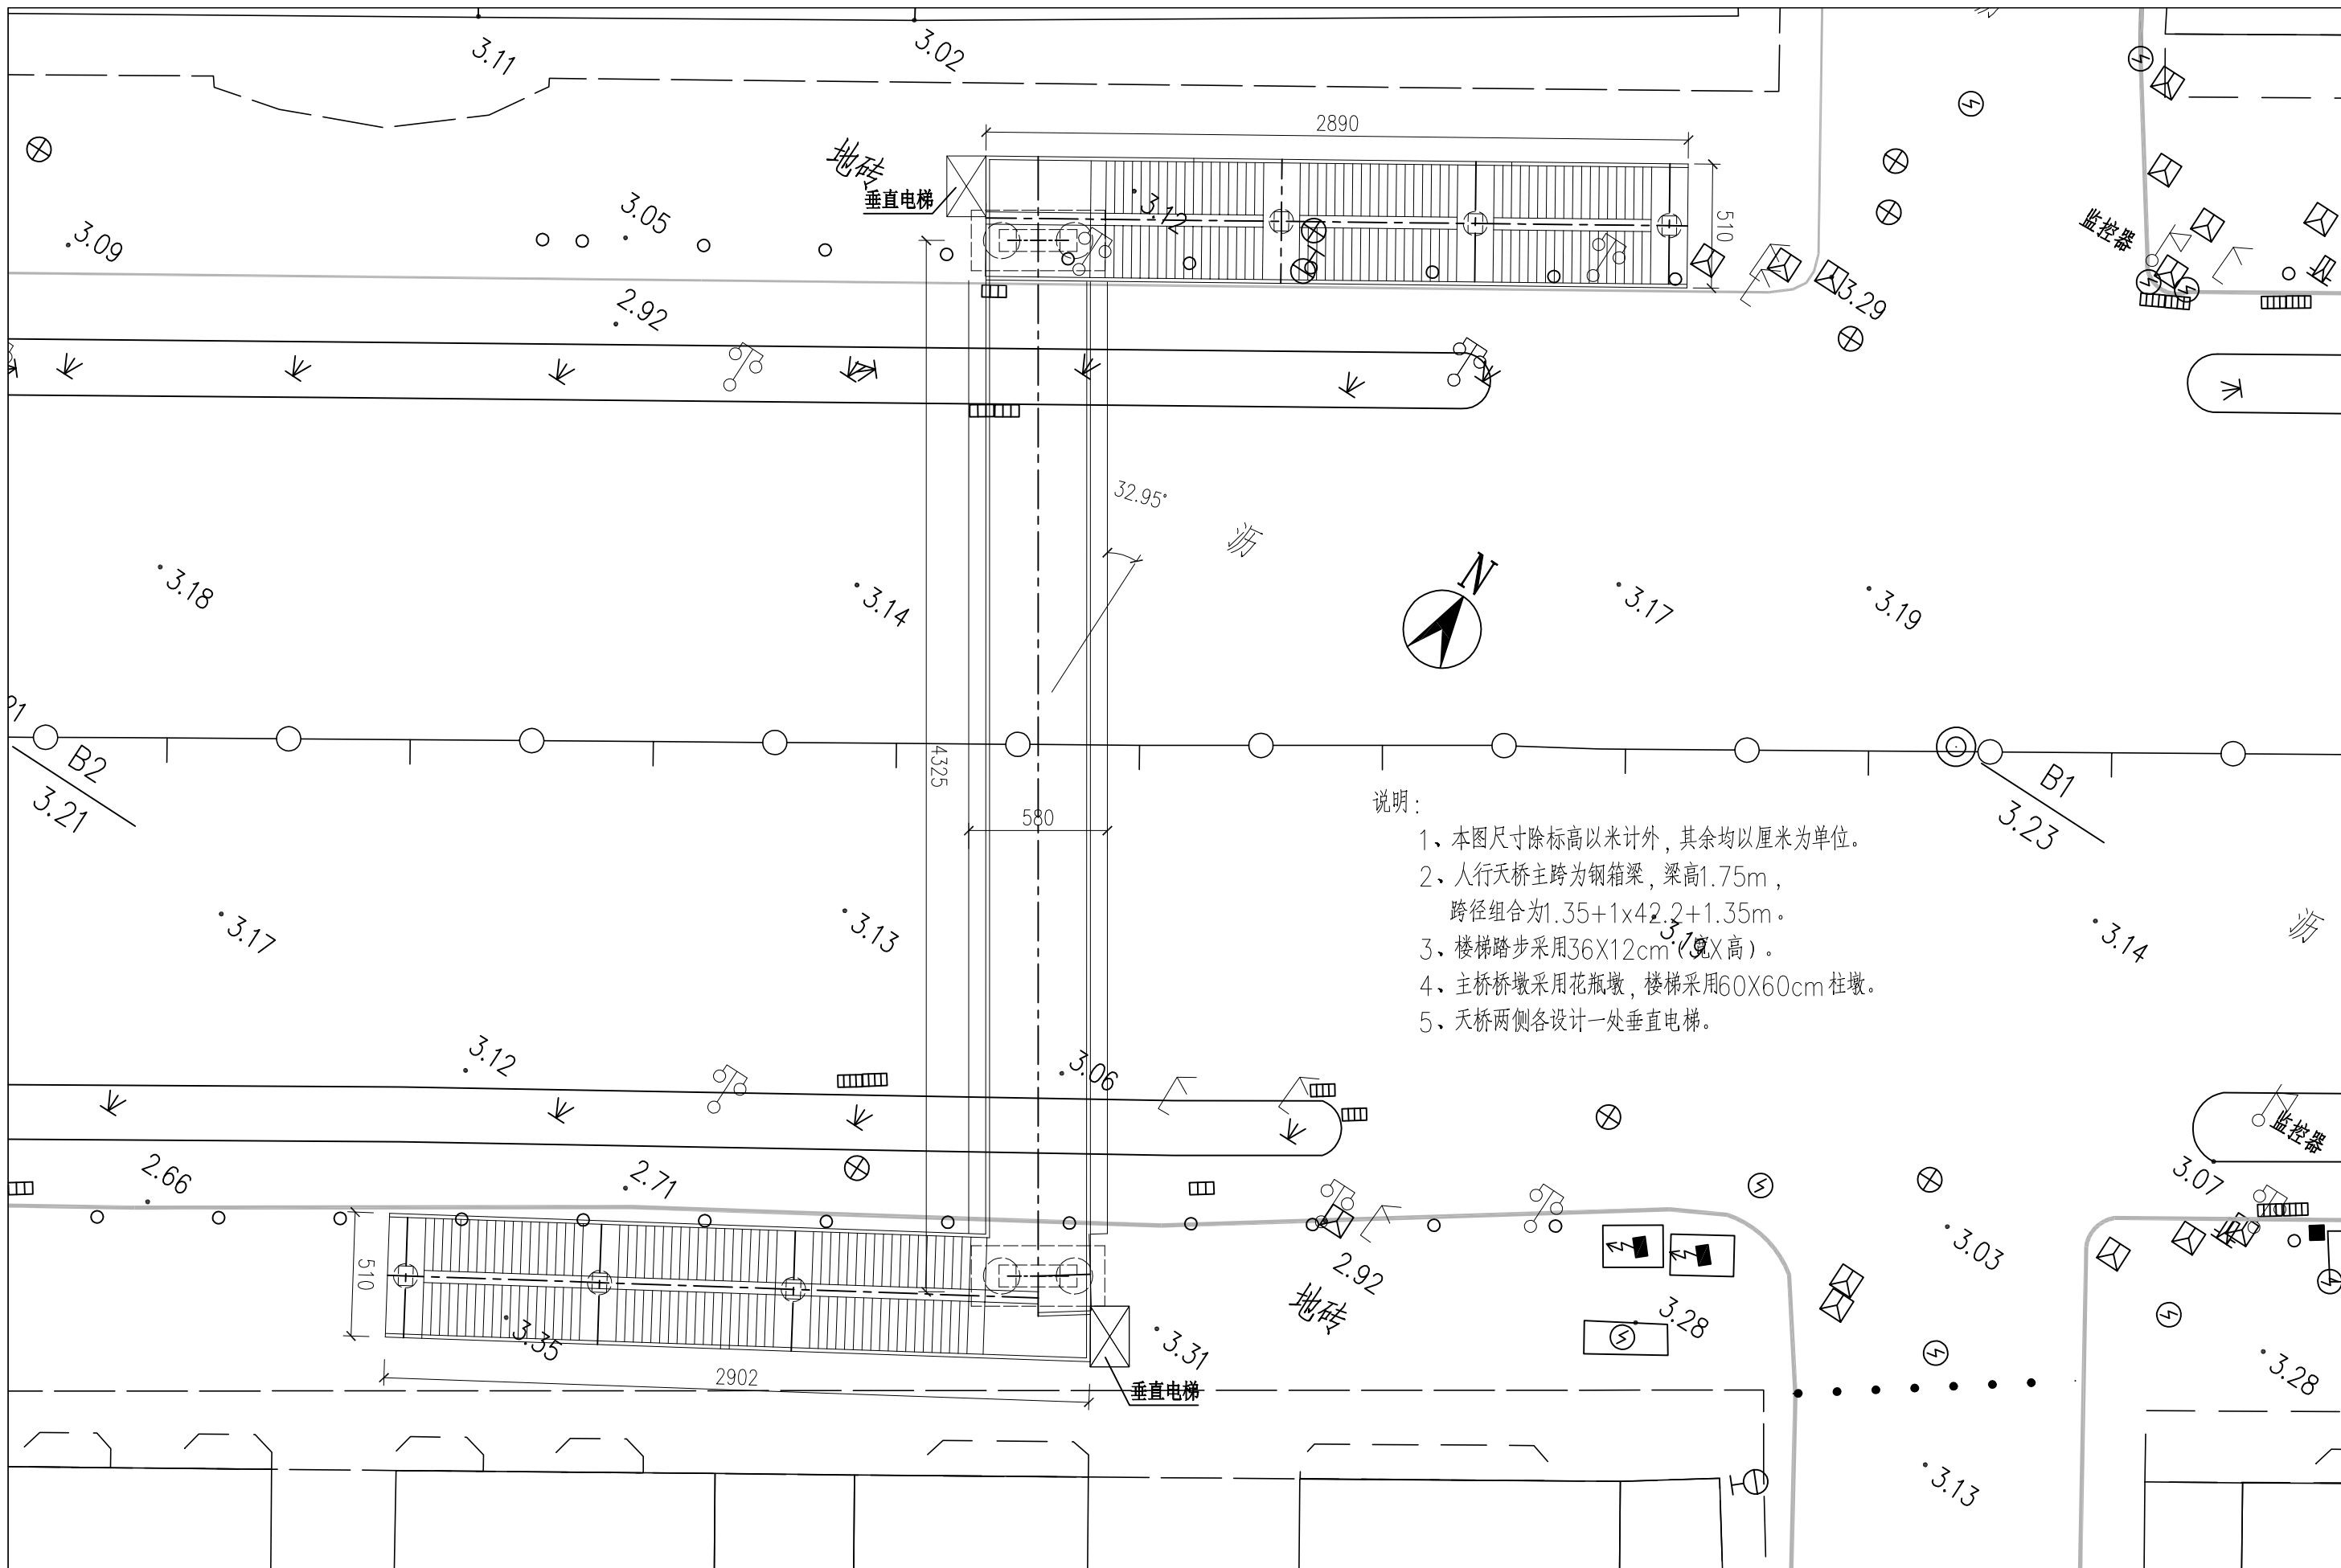 3.11
3.02
2890
地砖
垂直电梯
3.12
510
3.05
3.09
监控器
3.29
2.92
32.95°
沥
N
3.18
3.14
3.17
3.19
B2
3.21
4325
580
B1
3.23
说明：
1、本图尺寸除标高以米计外，其余均以厘米为单位。
2、人行天桥主跨为钢箱梁，梁高1.75m，
跨径组合为1.35+1x42.2+1.35m。
3、楼梯踏步采用36X12cm（宽X高）。
4、主桥桥墩采用花瓶墩，楼梯采用60X60cm柱墩。
5、天桥两侧各设计一处垂直电梯。
3.19
3.17
3.13
3.14
沥
3.12
3.06
监控器
2.66
2.71
3.07
510
2.92
地砖
3.03
3.28
3.35
3.31
3.28
2902
垂直电梯
3.13